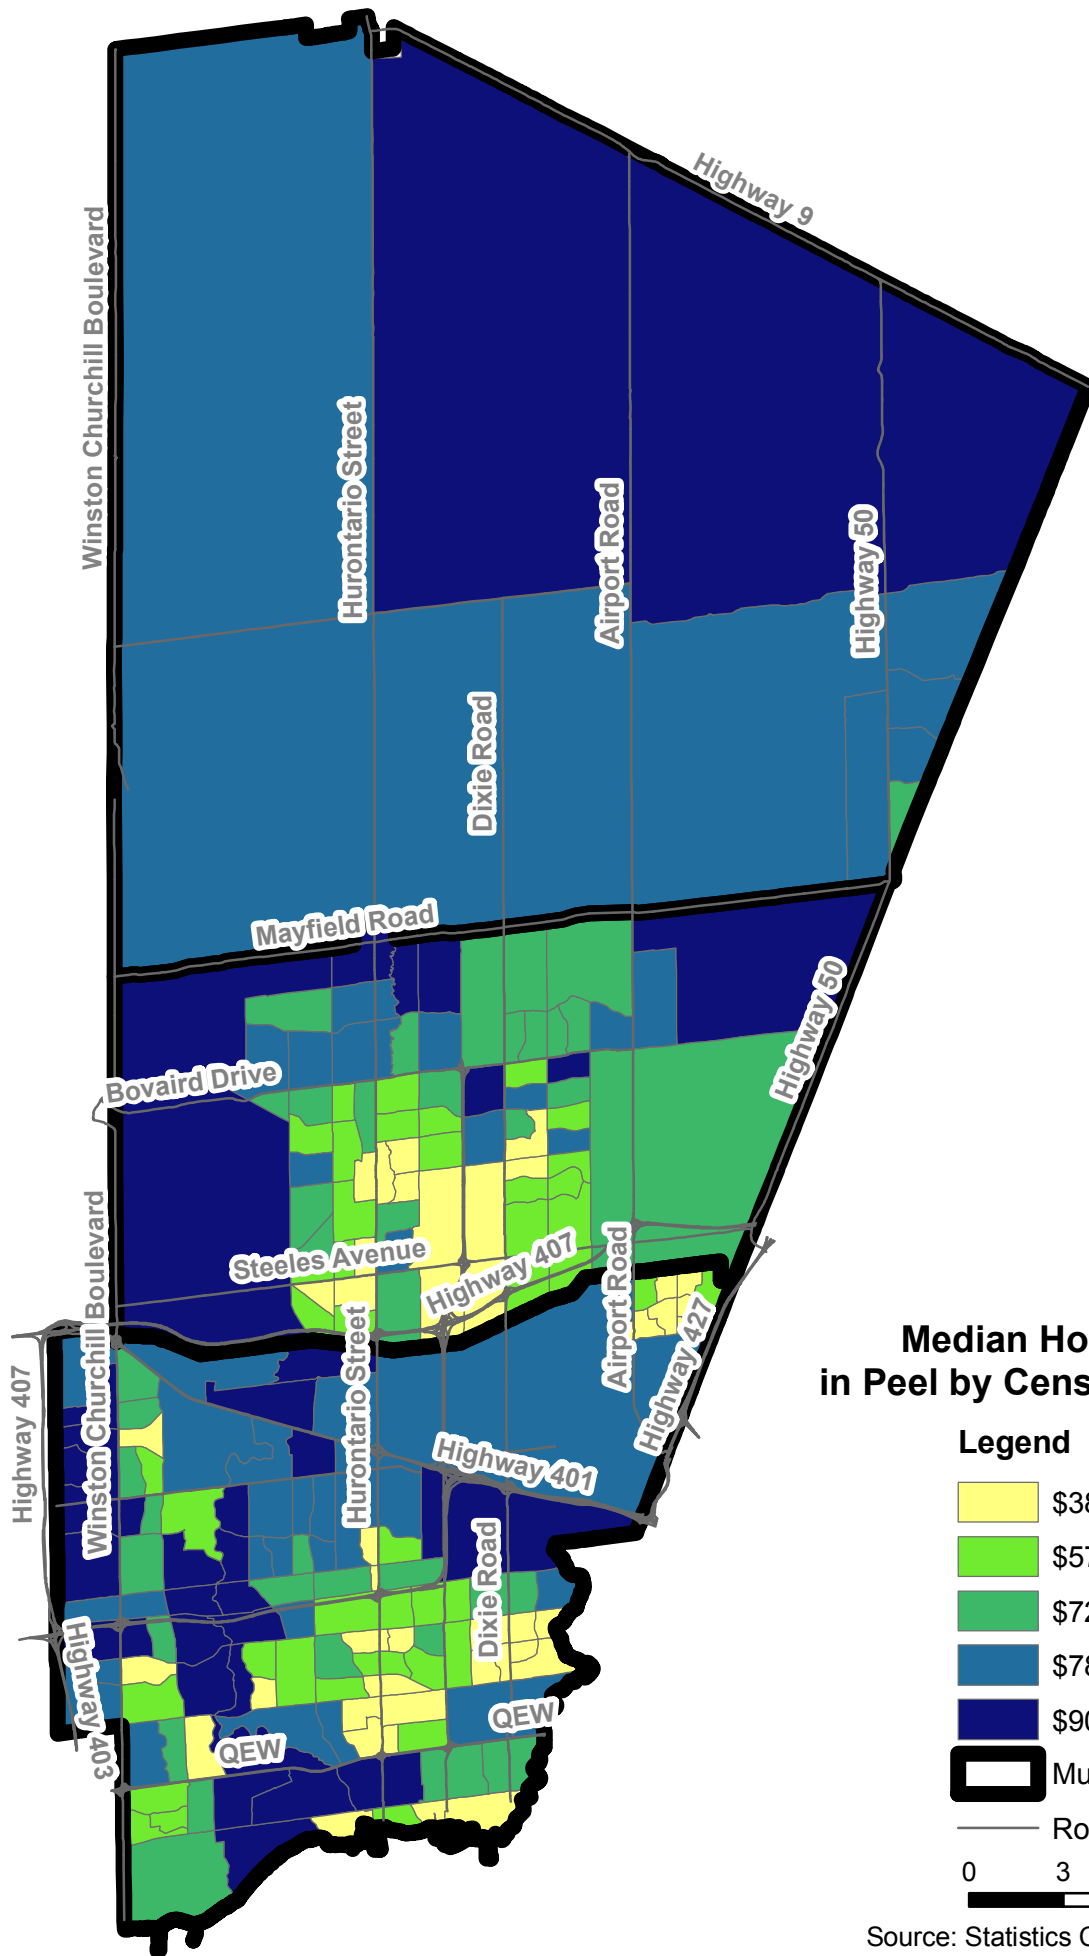 Highway 9
Winston Churchill Boulevard
Hurontario Street
Airport Road
Highway 50
Dixie Road
Mayfield Road
Highway 50
Bovaird Drive
Winston Churchill Boulevard
Steeles Avenue
Highway 407
Airport Road
Hurontario Street
Highway 427
Highway 407
Highway 401
Dixie Road
Highway 403
QEW
QEW
Median Ho
in Peel by Cens
Legend
$38
$57
$72
$78
$90
Mu
Ro
0 3
Source: Statistics C